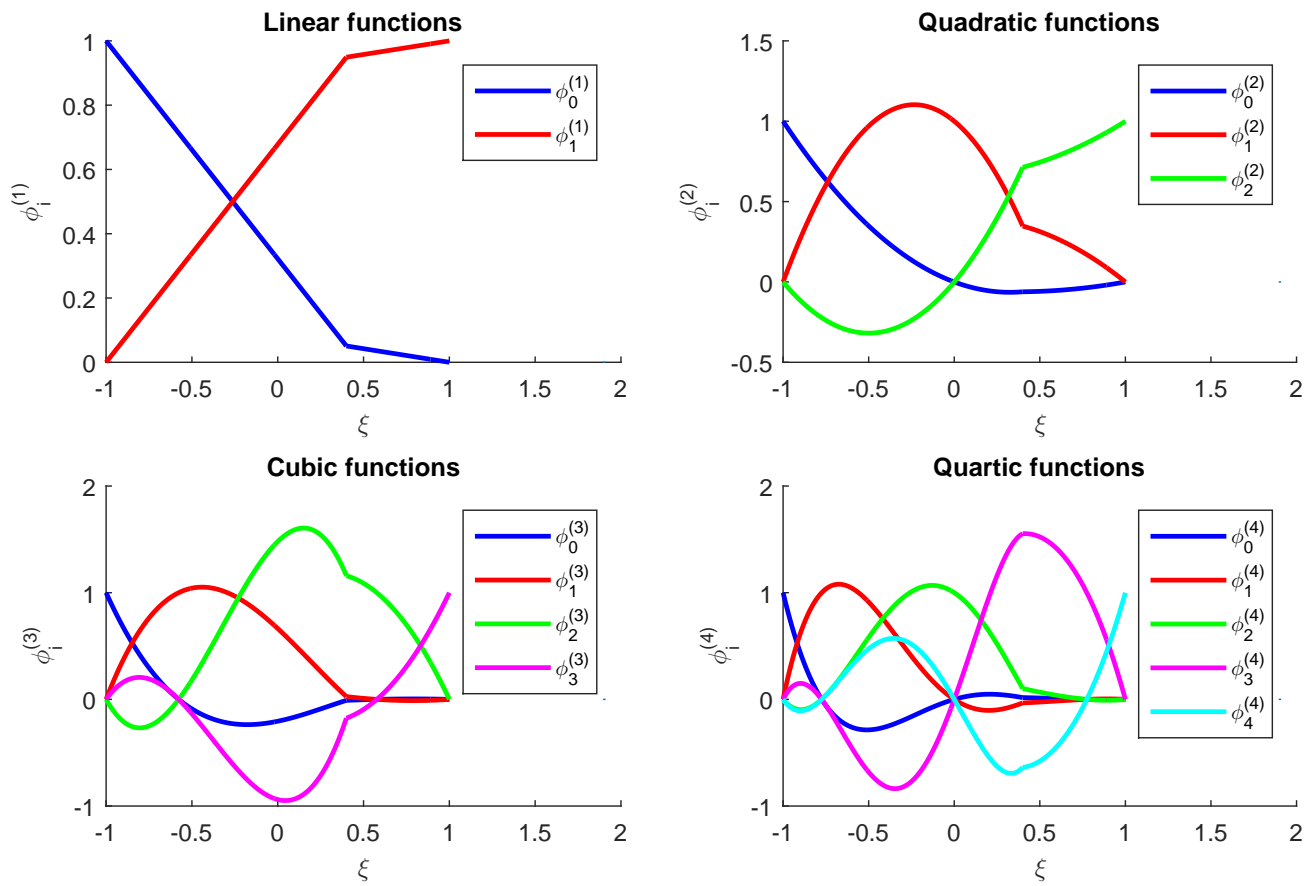 Linear functions
1
0.8
0.6
0.4
0.2
0
-1 -0.5 0 0.5 1 1.5 2
ξ
ϕ_i^(1)
ϕ_0^(1)
ϕ_1^(1)
Quadratic functions
1.5
1
0.5
0
-0.5
-1 -0.5 0 0.5 1 1.5 2
ξ
ϕ_i^(2)
ϕ_0^(2)
ϕ_1^(2)
ϕ_2^(2)
Cubic functions
2
1
0
-1
-1 -0.5 0 0.5 1 1.5 2
ξ
ϕ_i^(3)
ϕ_0^(3)
ϕ_1^(3)
ϕ_2^(3)
ϕ_3^(3)
Quartic functions
2
1
0
-1
-1 -0.5 0 0.5 1 1.5 2
ξ
ϕ_i^(4)
ϕ_0^(4)
ϕ_1^(4)
ϕ_2^(4)
ϕ_3^(4)
ϕ_4^(4)